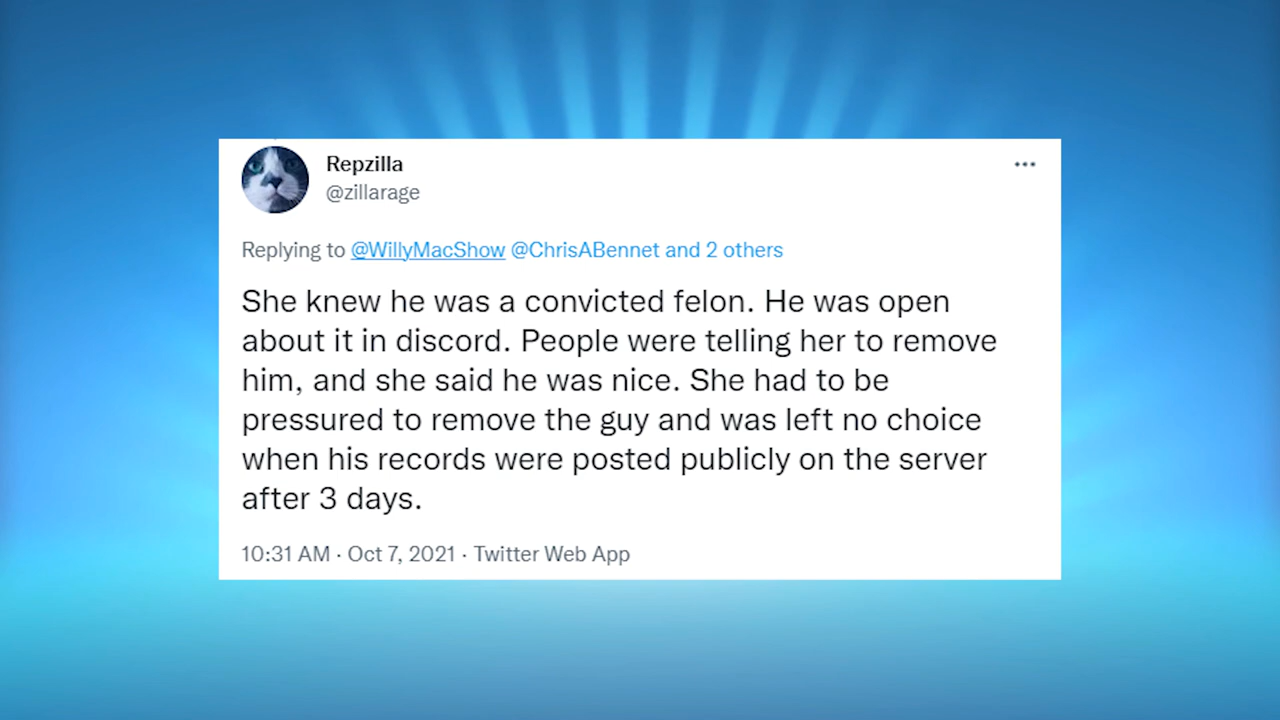 Repzilla
@zillarage
Replying to @WillyMacShow @ChrisABennet and 2 others
She knew he was a convicted felon. He was open
about it in discord. People were telling her to remove
him, and she said he was nice. She had to be
pressured to remove the guy and was left no choice
when his records were posted publicly on the server
after 3 days.
10:31 AM · Oct 7, 2021 · Twitter Web App